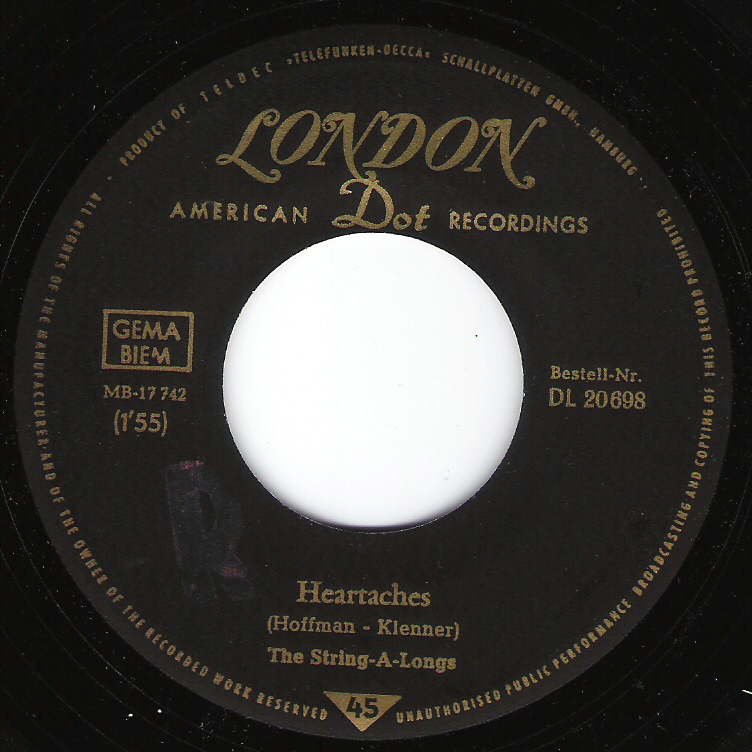 PRODUCT OF TELDEC »TELEFUNKEN-DECCA« SCHALLPLATTEN GMBH, HAMBURG
LONDON
AMERICAN Dot RECORDINGS
GEMA
BIEM
MB-17 742
(1'55)
Bestell-Nr.
DL 20698
R
Heartaches
(Hoffman - Klenner)
The String-A-Longs
45
ALL RIGHTS OF THE MANUFACTURER AND OF THE OWNER OF THE RECORDED WORK RESERVED
UNAUTHORISED PUBLIC PERFORMANCE BROADCASTING AND COPYING OF THIS RECORD PROHIBITED